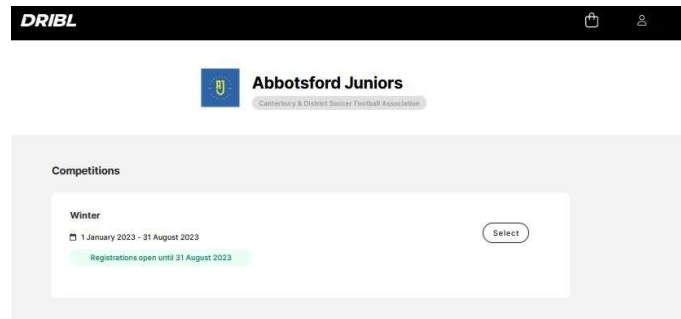 DRIBL
AJ
Abbotsford Juniors
Canterbury & District Soccer Football Association
Competitions
Winter
1 January 2023 - 31 August 2023
Select
Registrations open until 31 August 2023